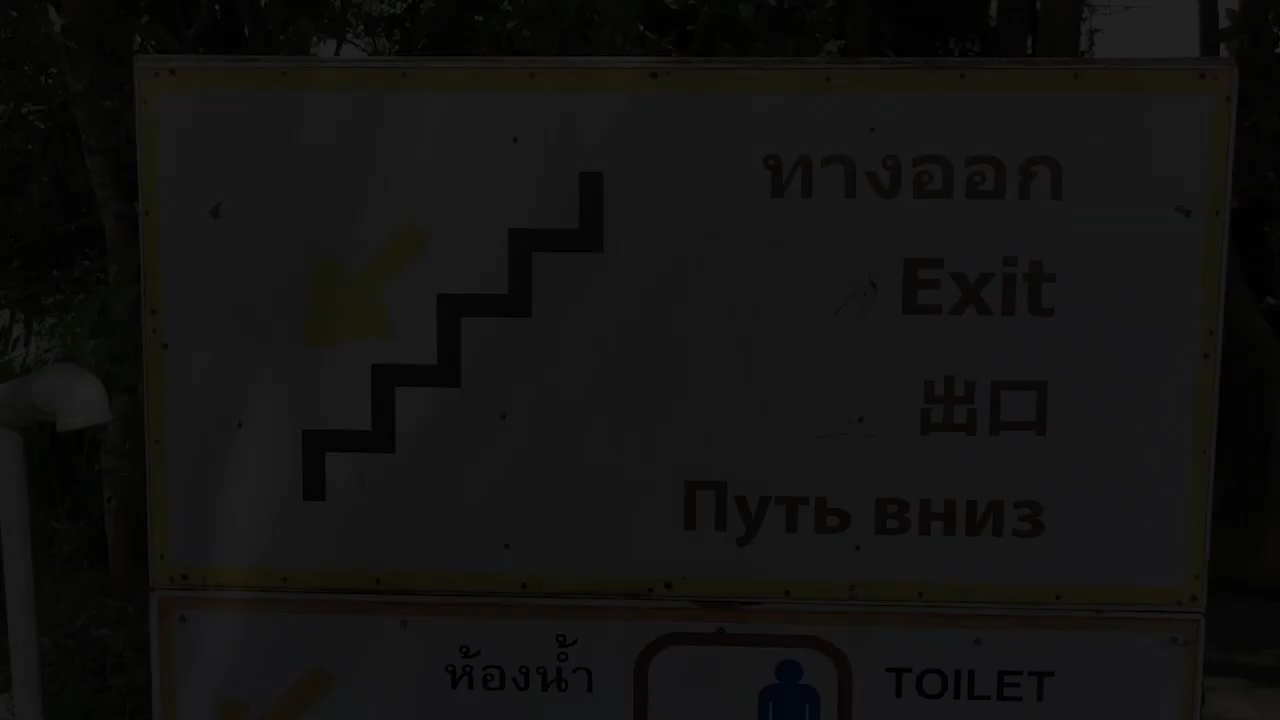 ทางออก
Exit
出口
Путь вниз
ห้องน้ำ
TOILET